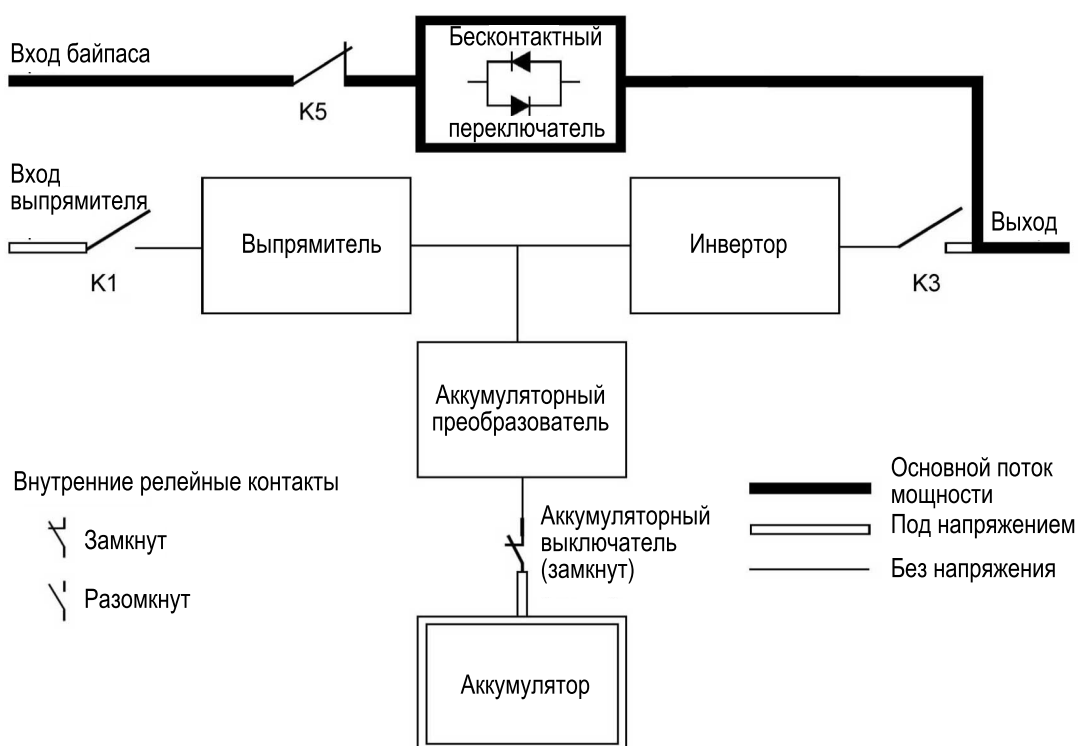 Вход байпаса
K5
Бесконтактный
переключатель
Вход
выпрямителя
K1
Выпрямитель
Инвертор
K3
Выход
Аккумуляторный
преобразователь
Внутренние релейные контакты
Замкнут
Разомкнут
Аккумуляторный
выключатель
(замкнут)
Аккумулятор
Основной поток
мощности
Под напряжением
Без напряжения